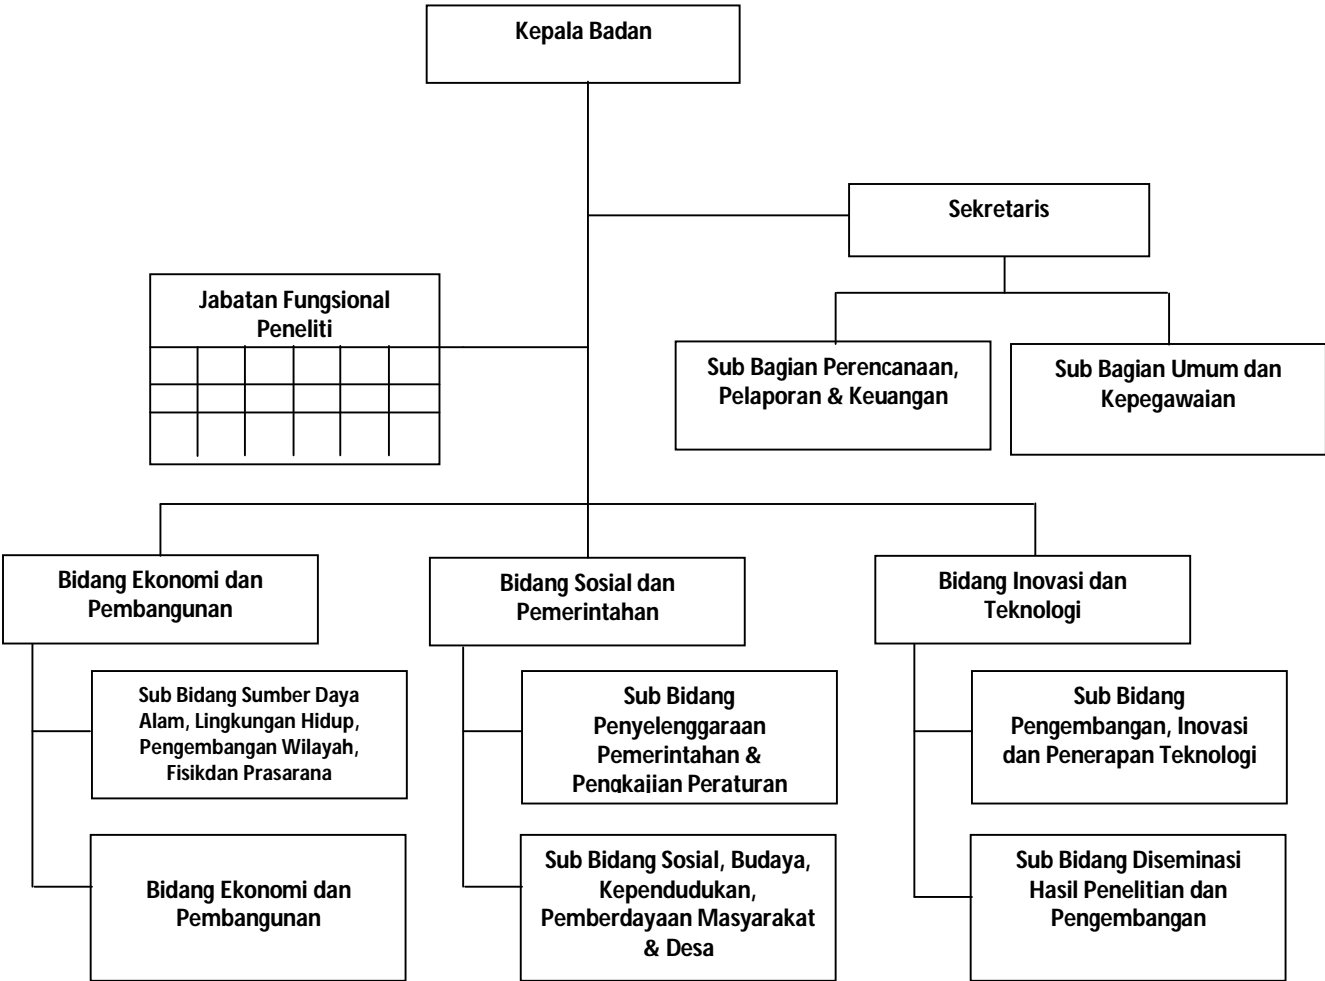 Kepala Badan
Sekretaris
Jabatan Fungsional
Peneliti
Sub Bagian Perencanaan,
Pelaporan & Keuangan
Sub Bagian Umum dan
Kepegawaian
Bidang Ekonomi dan
Pembangunan
Bidang Sosial dan
Pemerintahan
Bidang Inovasi dan
Teknologi
Sub Bidang Sumber Daya
Alam, Lingkungan Hidup,
Pengembangan Wilayah,
Fisikdan Prasarana
Sub Bidang
Penyelenggaraan
Pemerintahan &
Pengkajian Peraturan
Sub Bidang
Pengembangan, Inovasi
dan Penerapan Teknologi
Bidang Ekonomi dan
Pembangunan
Sub Bidang Sosial, Budaya,
Kependudukan,
Pemberdayaan Masyarakat
& Desa
Sub Bidang Diseminasi
Hasil Penelitian dan
Pengembangan